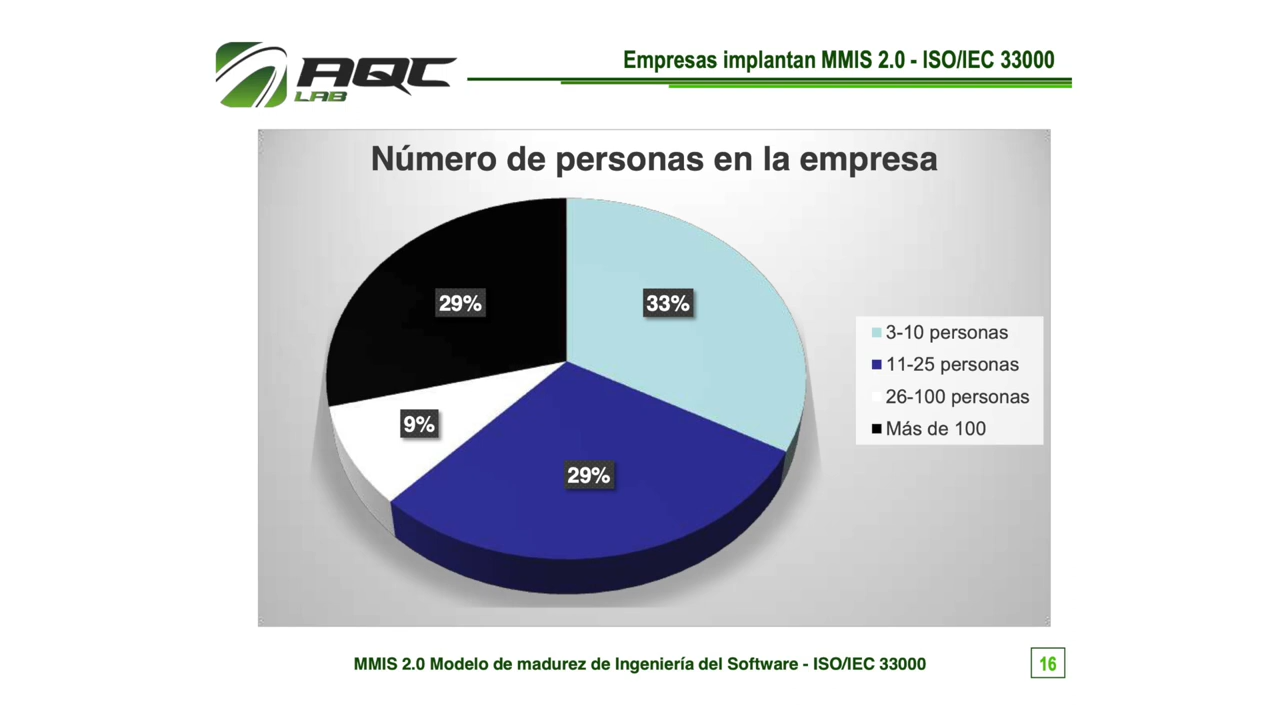 AQC
LAB
Empresas implantan MMIS 2.0 - ISO/IEC 33000
Número de personas en la empresa
29%
33%
9%
29%
3-10 personas
11-25 personas
26-100 personas
Más de 100
MMIS 2.0 Modelo de madurez de Ingeniería del Software - ISO/IEC 33000
16